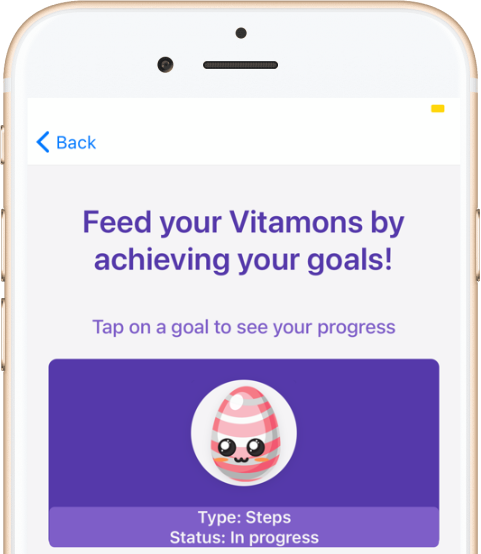 Back
Feed your Vitamons by
achieving your goals!
Tap on a goal to see your progress
Type: Steps
Status: In progress